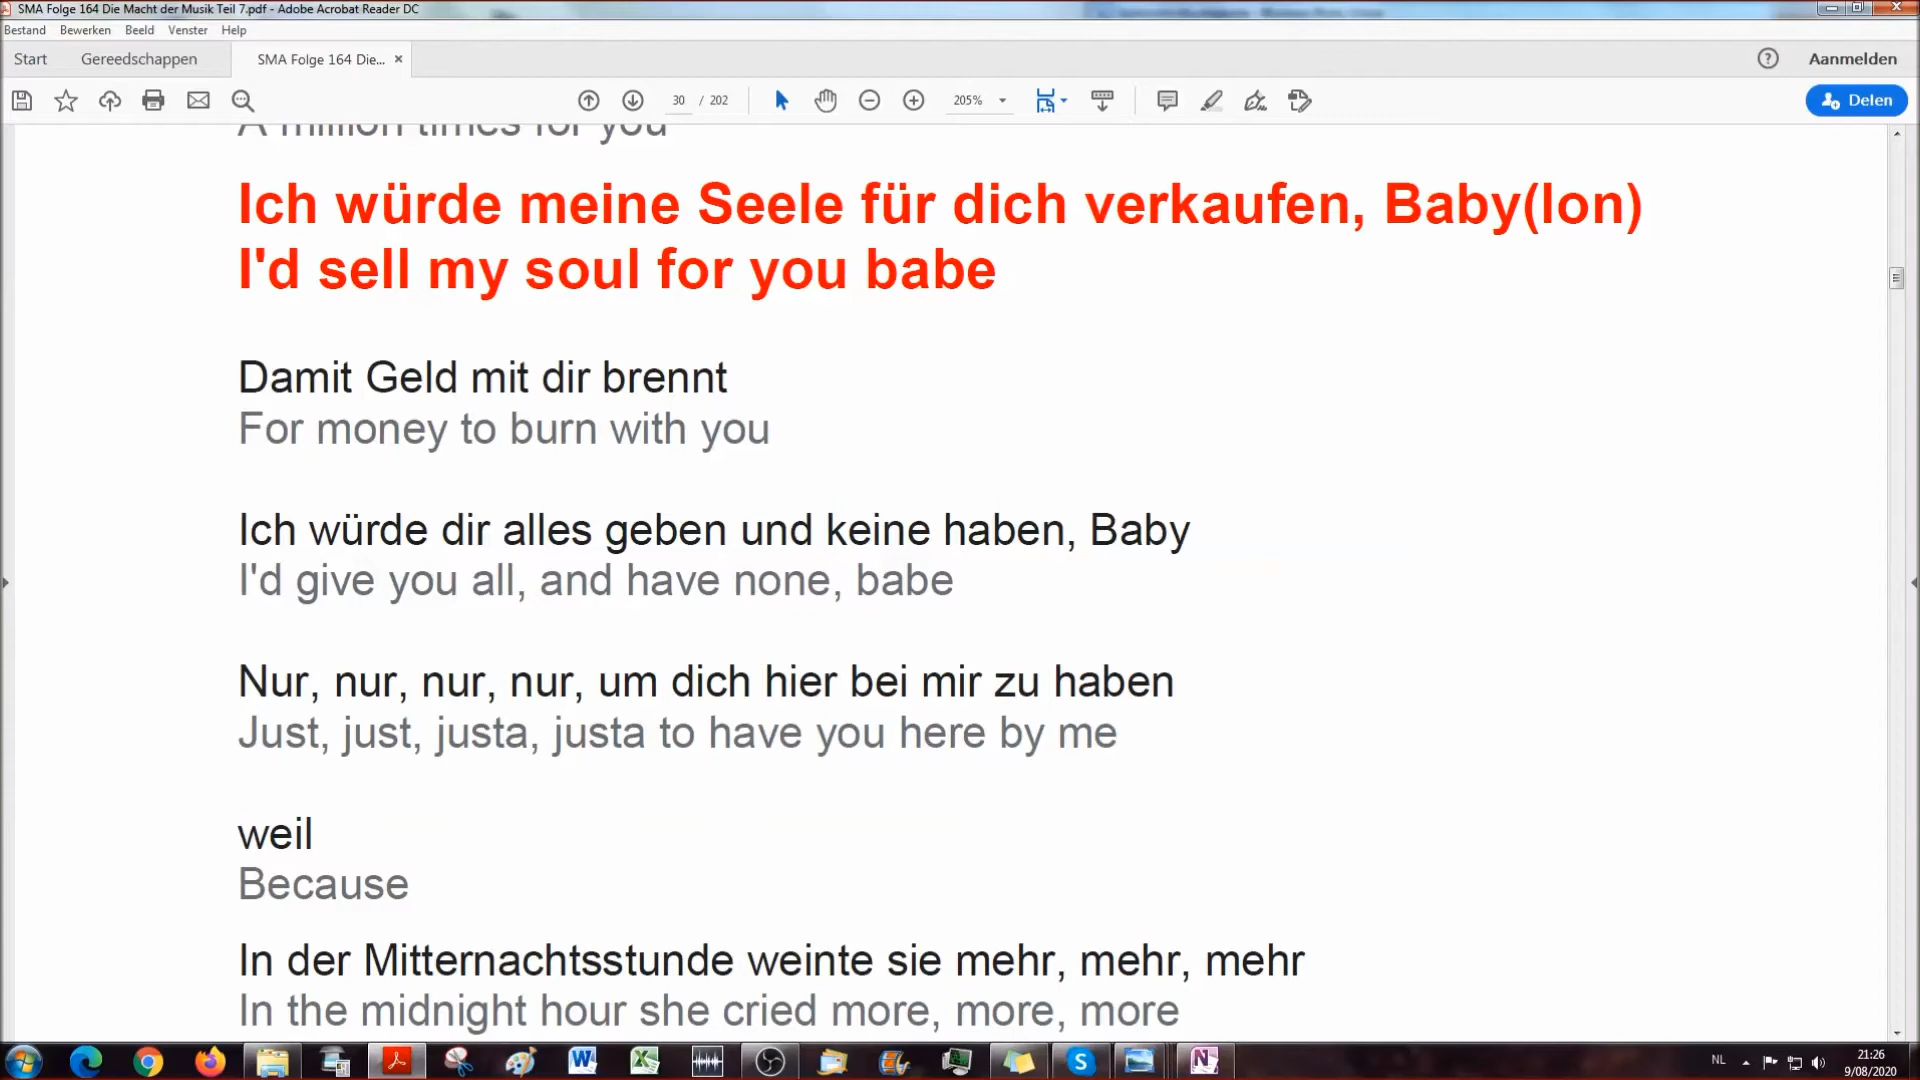 SMA Folge 164 Die Macht der Musik Teil 7.pdf - Adobe Acrobat Reader DC
Bestand Bewerken Beeld Venster Help
Start Gereedschappen SMA Folge 164 Die... × Aanmelden
30 / 202 205% Delen
A million times for you
Ich würde meine Seele für dich verkaufen, Baby(lon)
I'd sell my soul for you babe
Damit Geld mit dir brennt
For money to burn with you
Ich würde dir alles geben und keine haben, Baby
I'd give you all, and have none, babe
Nur, nur, nur, nur, um dich hier bei mir zu haben
Just, just, justa, justa to have you here by me
weil
Because
In der Mitternachtsstunde weinte sie mehr, mehr, mehr
In the midnight hour she cried more, more, more
NL 21:26
9/08/2020